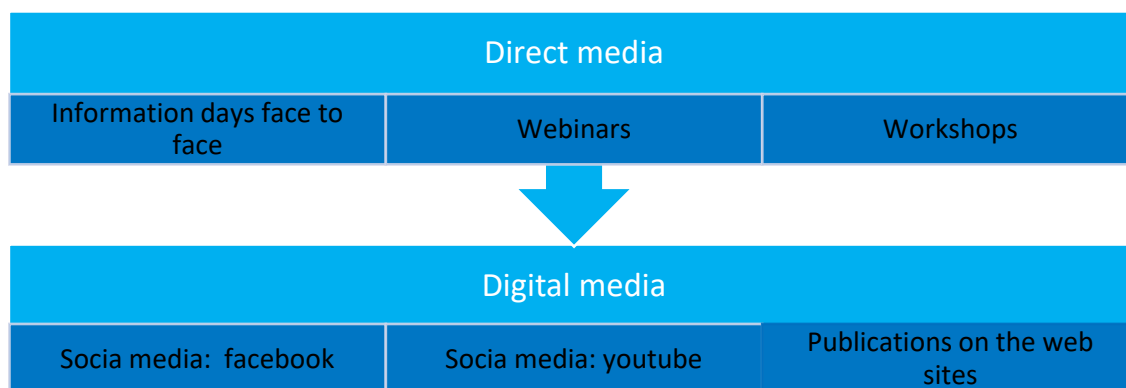 Direct media
Information days face to
face
Webinars
Workshops
Digital media
Socia media:  facebook
Socia media: youtube
Publications on the web
sites